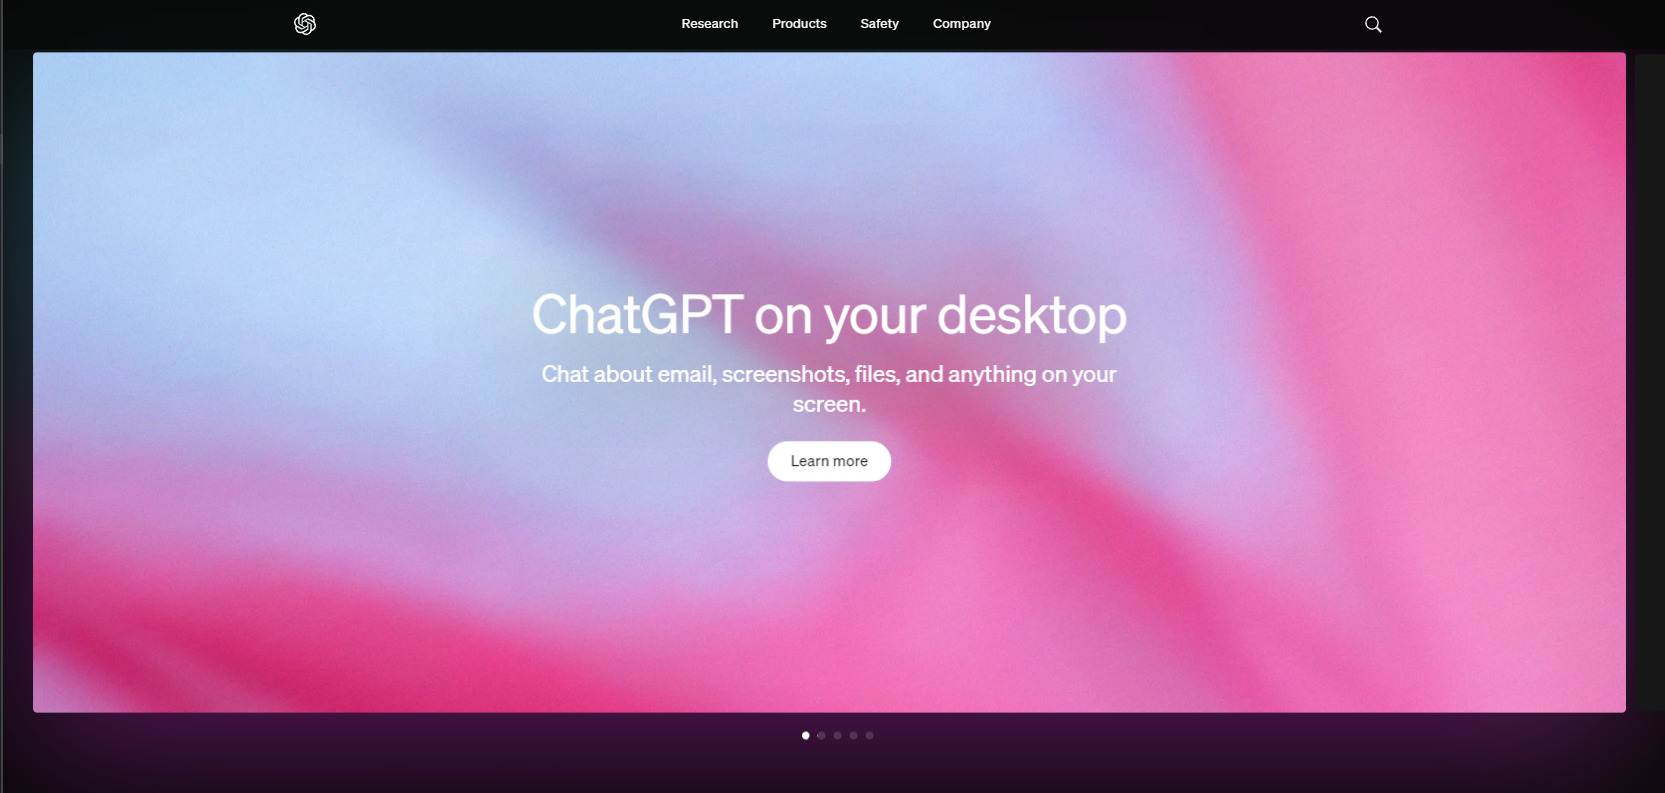 Research Products Safety Company
ChatGPT on your desktop
Chat about email, screenshots, files, and anything on your
screen.
Learn more